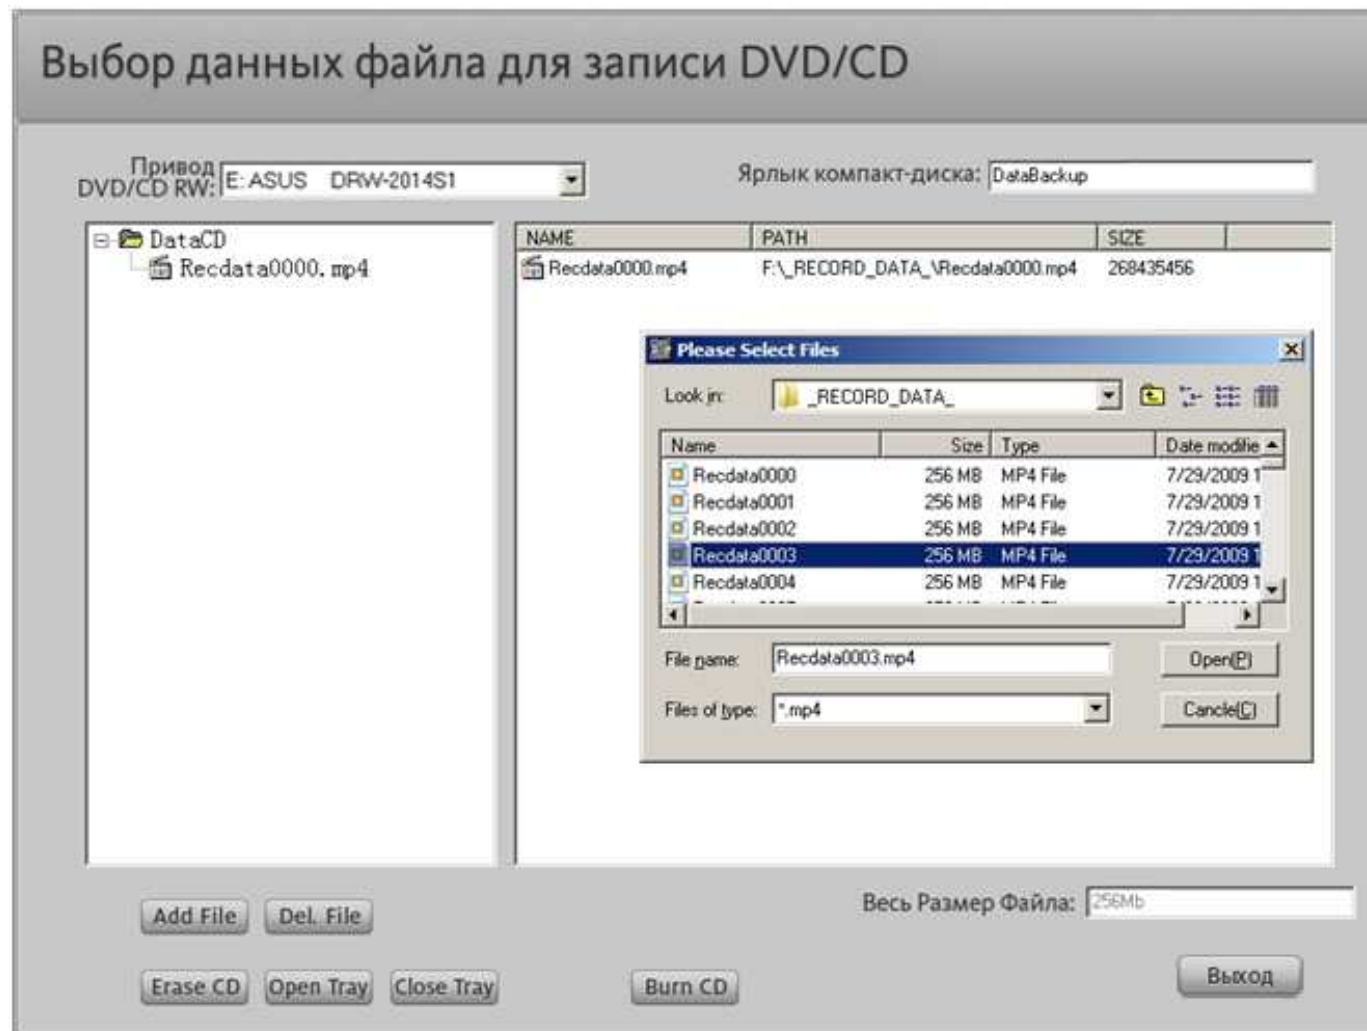 Выбор данных файла для записи DVD/CD
Привод
DVD/CD RW: E: ASUS DRW-2014S1
Ярлык компакт-диска: DataBackup
DataCD
Recdata0000.mp4
NAME PATH SIZE
Recdata0000.mp4 F:\_RECORD_DATA_\Recdata0000.mp4 268435456
Please Select Files
Look in: _RECORD_DATA_
Name Size Type Date modifie
Recdata0000 256 MB MP4 File 7/29/2009 1
Recdata0001 256 MB MP4 File 7/29/2009 1
Recdata0002 256 MB MP4 File 7/29/2009 1
Recdata0003 256 MB MP4 File 7/29/2009 1
Recdata0004 256 MB MP4 File 7/29/2009 1
File name: Recdata0003.mp4 Open(P)
Files of type: *.mp4 Cancle(C)
Add File Del. File
Весь Размер Файла: 256Mb
Erase CD Open Tray Close Tray Burn CD Выход